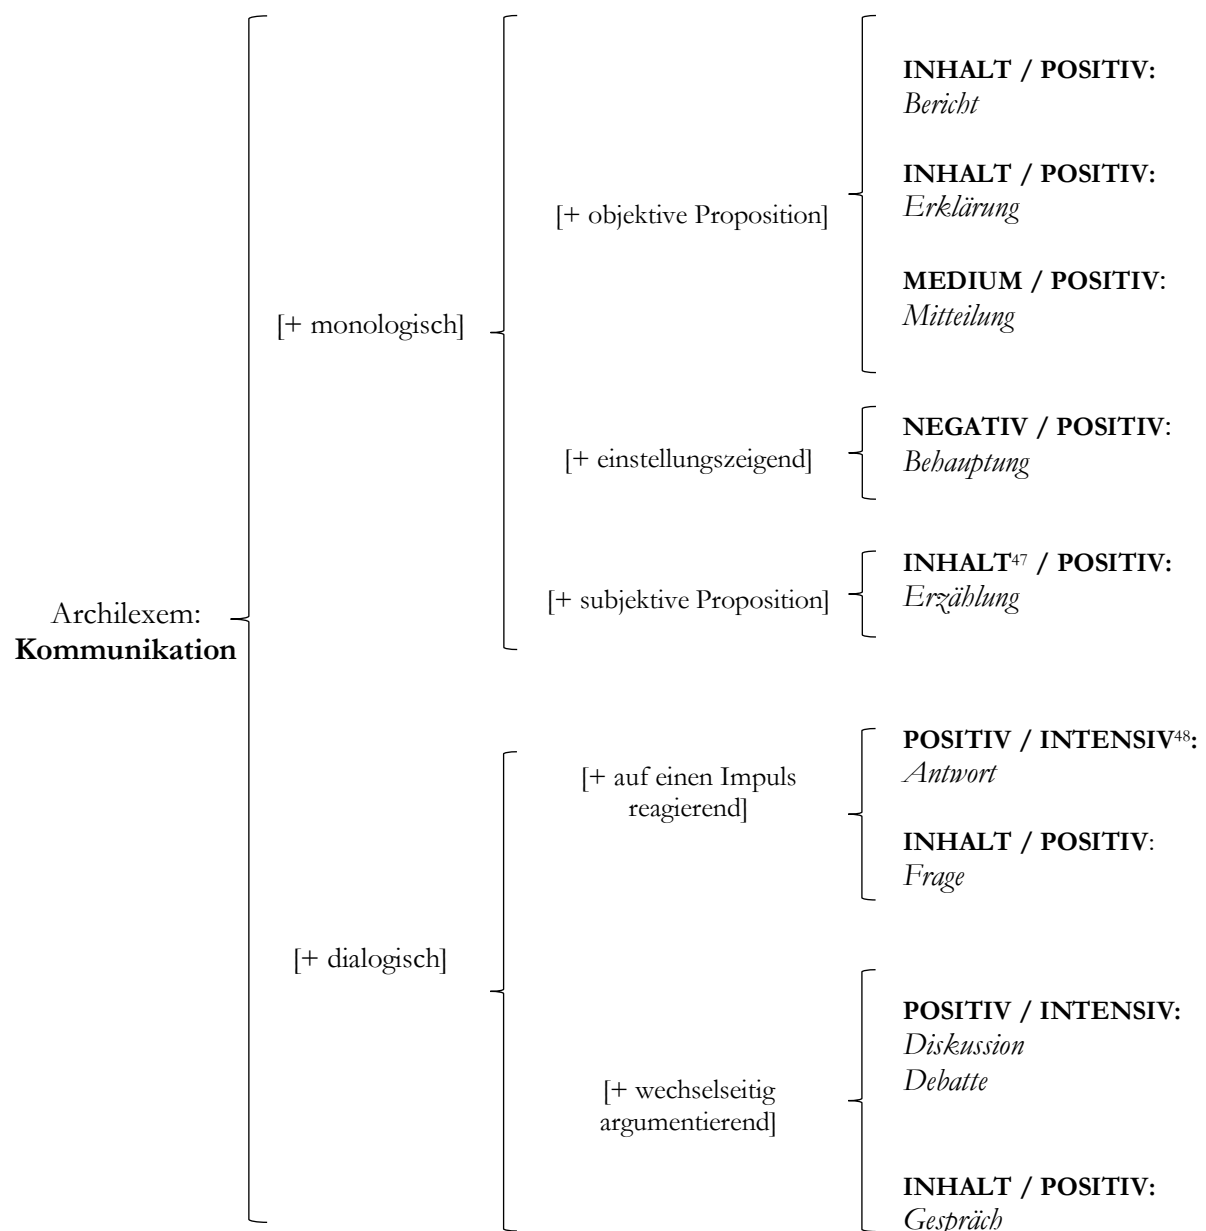 INHALT / POSITIV:
Bericht
INHALT / POSITIV:
Erklärung
[+ objektive Proposition]
MEDIUM / POSITIV:
Mitteilung
[+ monologisch]
NEGATIV / POSITIV:
Behauptung
[+ einstellungszeigend]
INHALT47 / POSITIV:
Erzählung
[+ subjektive Proposition]
Archilexem:
Kommunikation
POSITIV / INTENSIV48:
Antwort
[+ auf einen Impuls
reagierend]
INHALT / POSITIV:
Frage
[+ dialogisch]
POSITIV / INTENSIV:
Diskussion
Debatte
[+ wechselseitig
argumentierend]
INHALT / POSITIV:
Gespräch